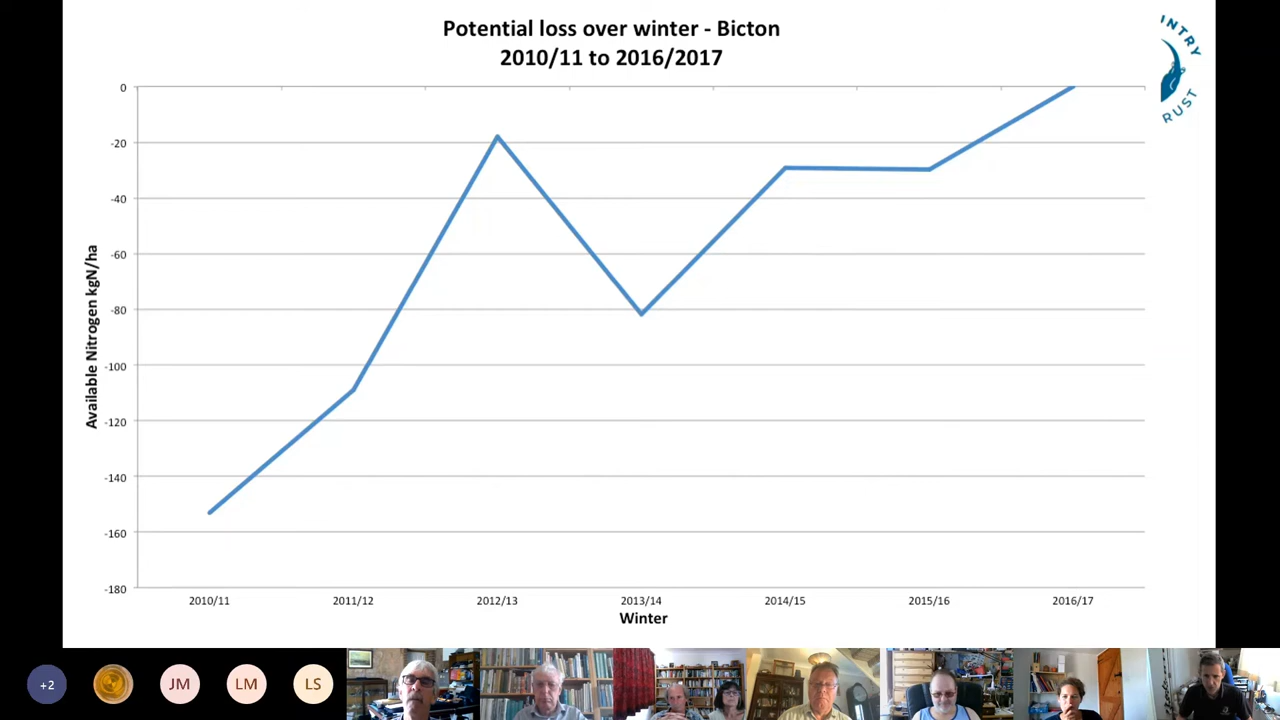 Potential loss over winter - Bicton
2010/11 to 2016/2017
INTRY
RUST
0
-20
-40
-60
-80
-100
-120
-140
-160
-180
Available Nitrogen kgN/ha
2010/11 2011/12 2012/13 2013/14 2014/15 2015/16 2016/17
Winter
+2 JM LM LS